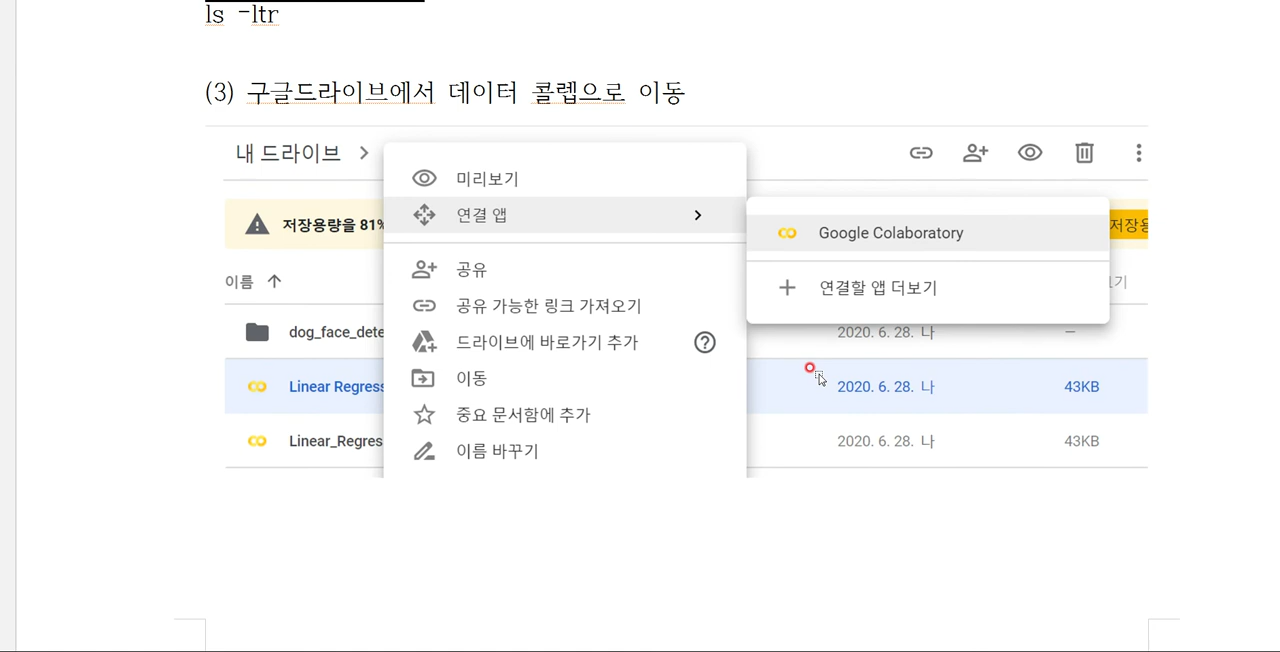 ls -ltr
(3) 구글드라이브에서 데이터 콜렙으로 이동
내 드라이브
미리보기
연결 앱
Google Colaboratory
저장용량을 81%
저장용
연결할 앱 더보기
이름
공유
공유 가능한 링크 가져오기
dog_face_dete
드라이브에 바로가기 추가
2020. 6. 28. 나
–
Linear Regress
이동
2020. 6. 28. 나
43KB
중요 문서함에 추가
Linear_Regres
이름 바꾸기
2020. 6. 28. 나
43KB